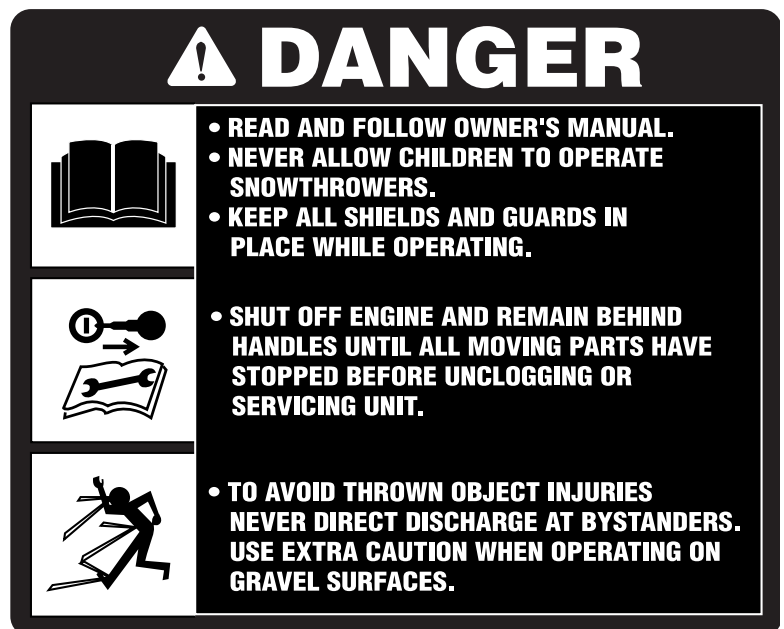 DANGER
• READ AND FOLLOW OWNER'S MANUAL.
• NEVER ALLOW CHILDREN TO OPERATE
SNOWTHROWERS.
• KEEP ALL SHIELDS AND GUARDS IN
PLACE WHILE OPERATING.
• SHUT OFF ENGINE AND REMAIN BEHIND
HANDLES UNTIL ALL MOVING PARTS HAVE
STOPPED BEFORE UNCLOGGING OR
SERVICING UNIT.
• TO AVOID THROWN OBJECT INJURIES
NEVER DIRECT DISCHARGE AT BYSTANDERS.
USE EXTRA CAUTION WHEN OPERATING ON
GRAVEL SURFACES.